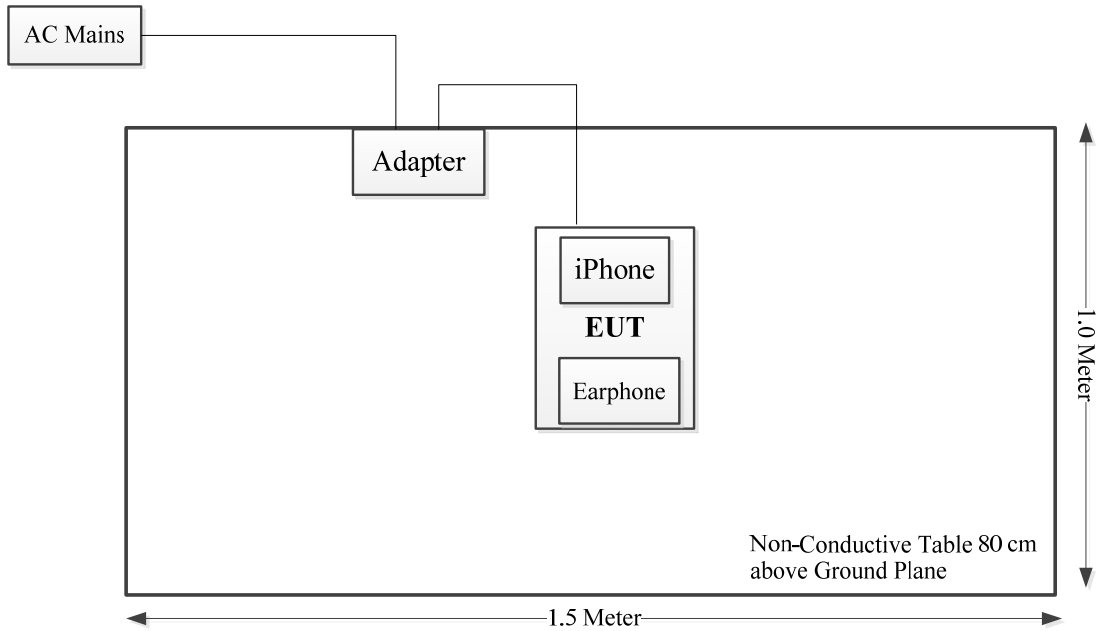 AC Mains
Adapter
iPhone
EUT
Earphone
1.0 Meter
Non-Conductive Table 80 cm
above Ground Plane
1.5 Meter